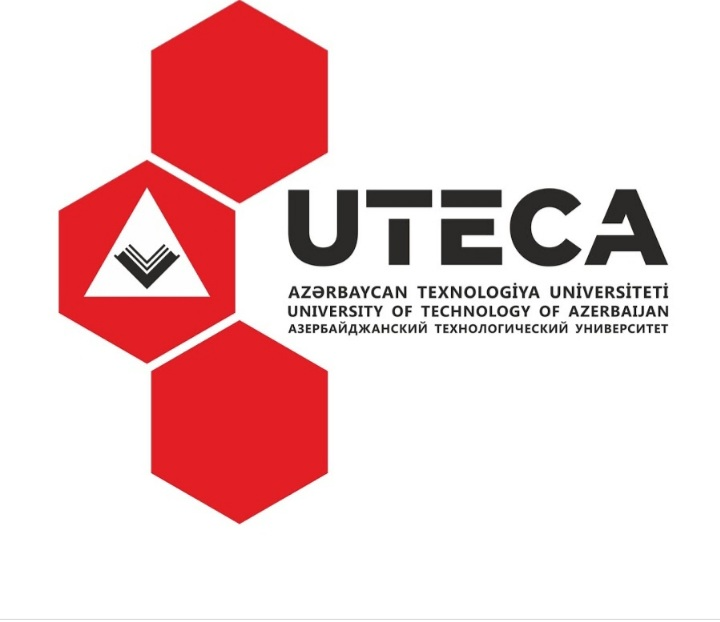 UTECA
AZƏRBAYCAN TEXNOLOGİYA UNİVERSİTETİ
UNIVERSITY OF TECHNOLOGY OF AZERBAIJAN
АЗЕРБАЙДЖАНСКИЙ ТЕХНОЛОГИЧЕСКИЙ УНИВЕРСИТЕТ